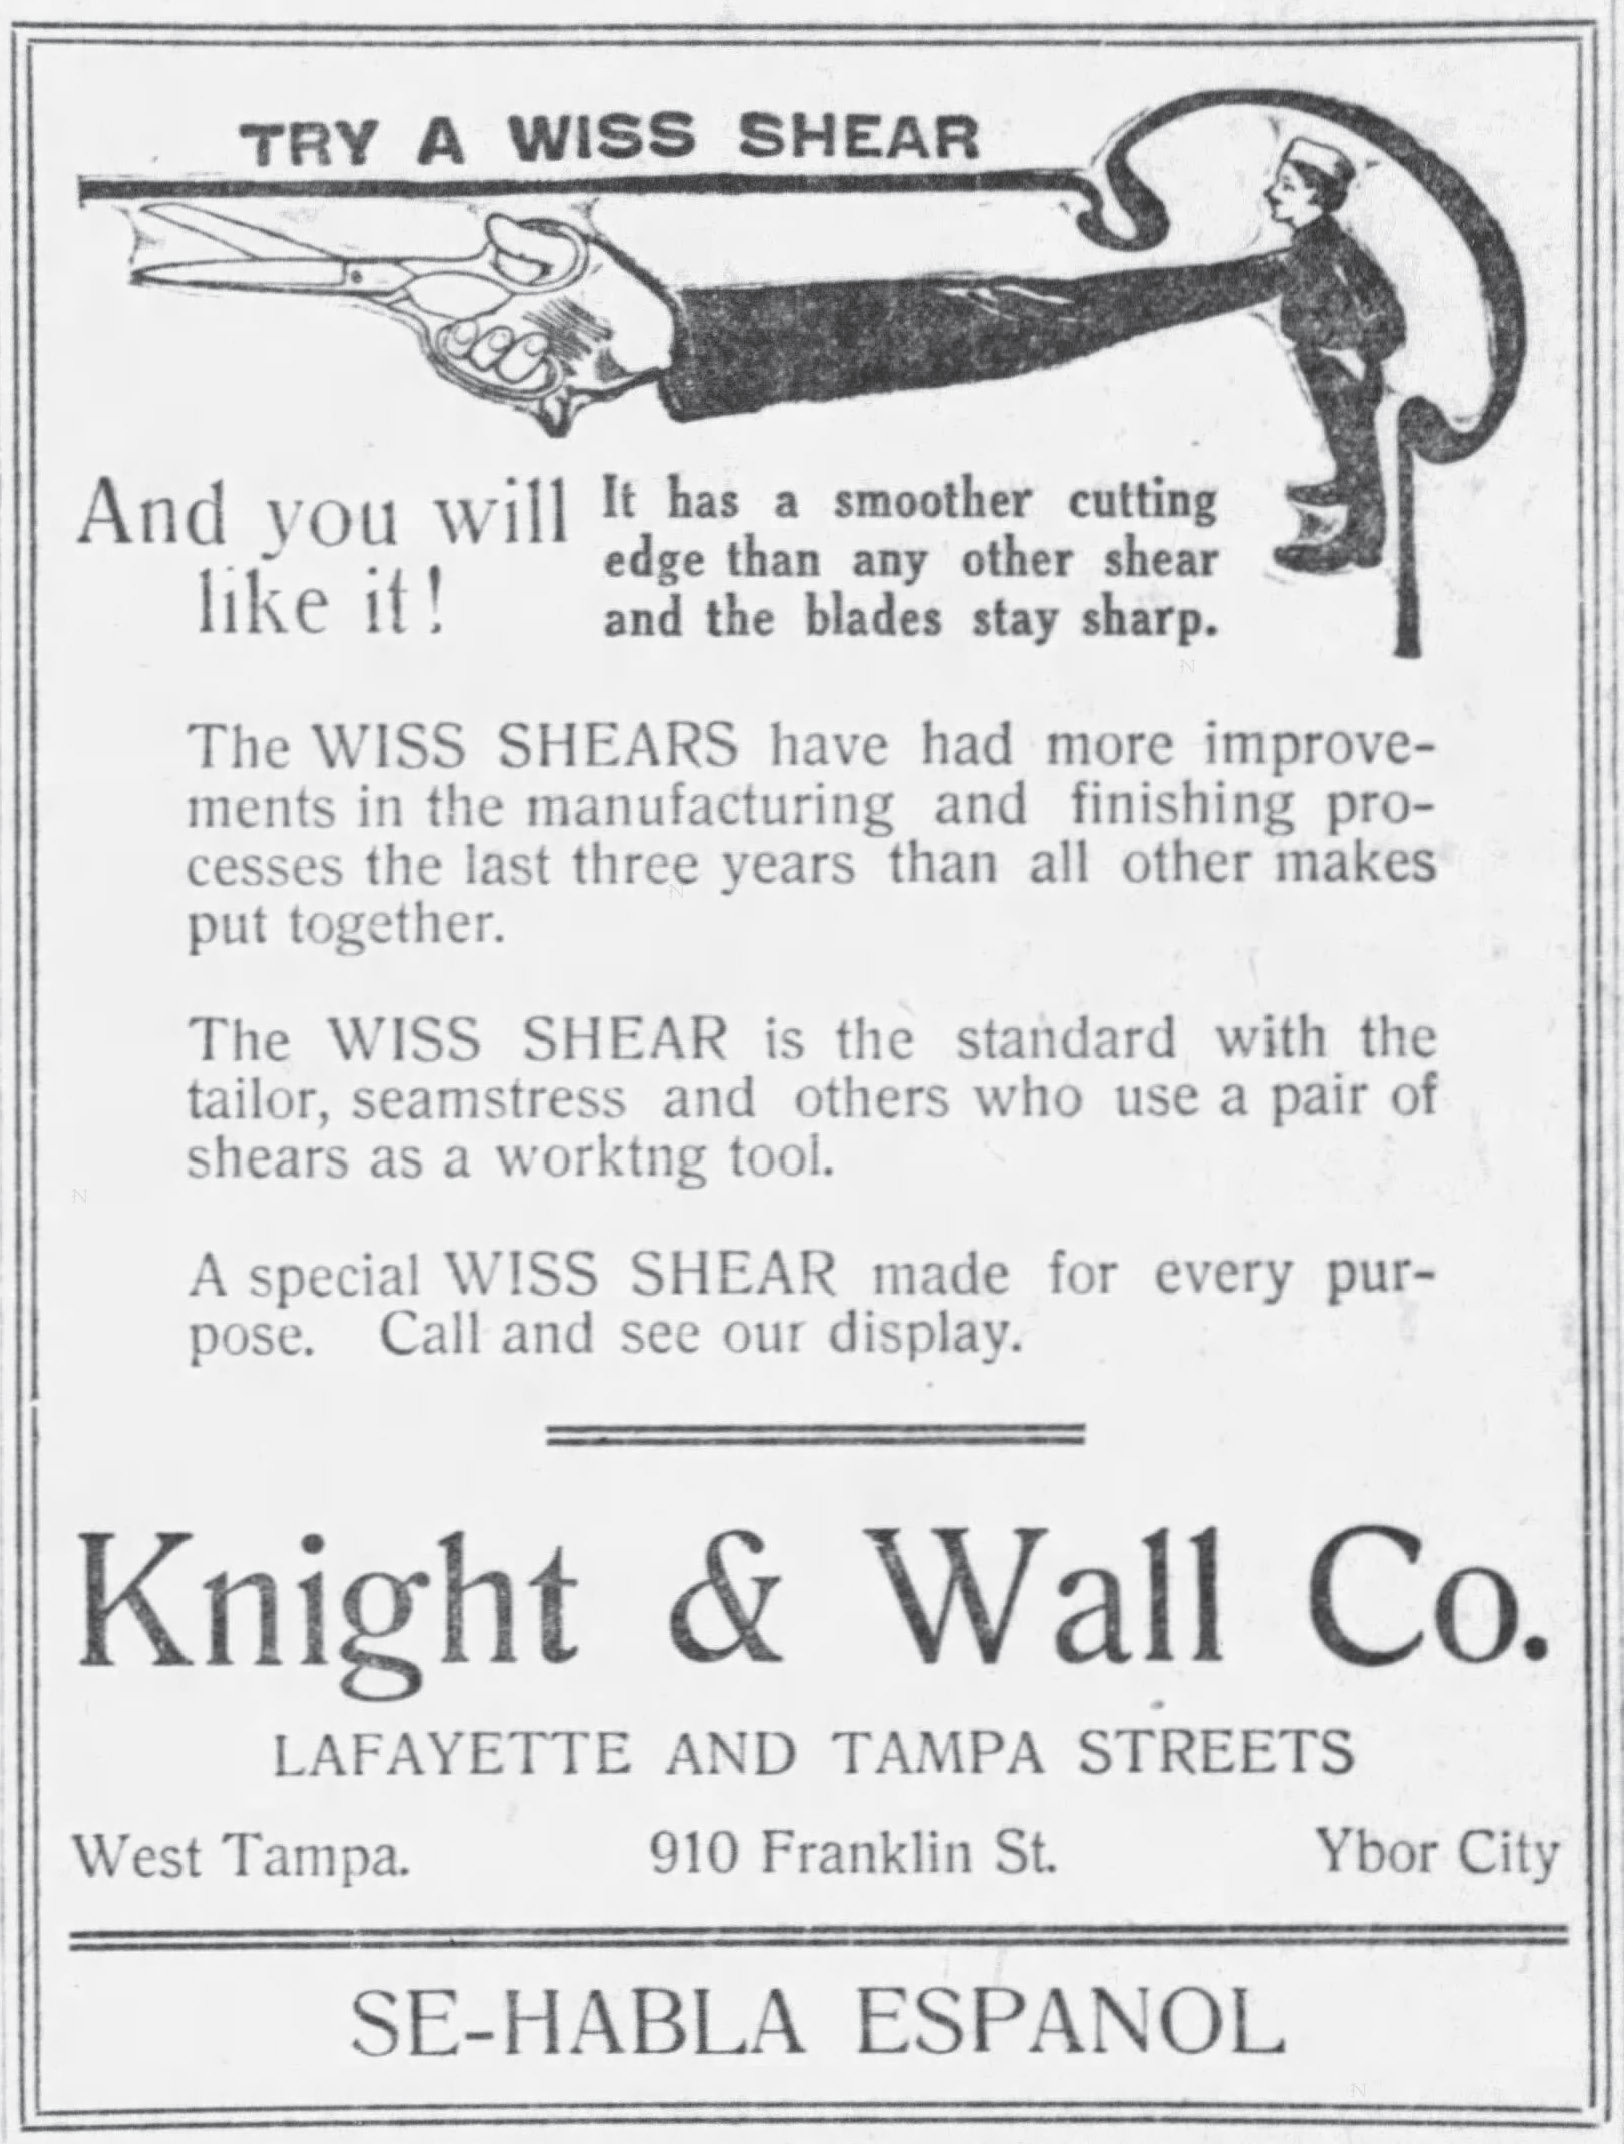 TRY A WISS SHEAR
And you will
like it!
It has a smoother cutting
edge than any other shear
and the blades stay sharp.
The WISS SHEARS have had more improve-
ments in the manufacturing and finishing pro-
cesses the last three years than all other makes
put together.
The WISS SHEAR is the standard with the
tailor, seamstress and others who use a pair of
shears as a worktng tool.
A special WISS SHEAR made for every pur-
pose. Call and see our display.
Knight & Wall Co.
LAFAYETTE AND TAMPA STREETS
West Tampa. 910 Franklin St. Ybor City
SE-HABLA ESPANOL